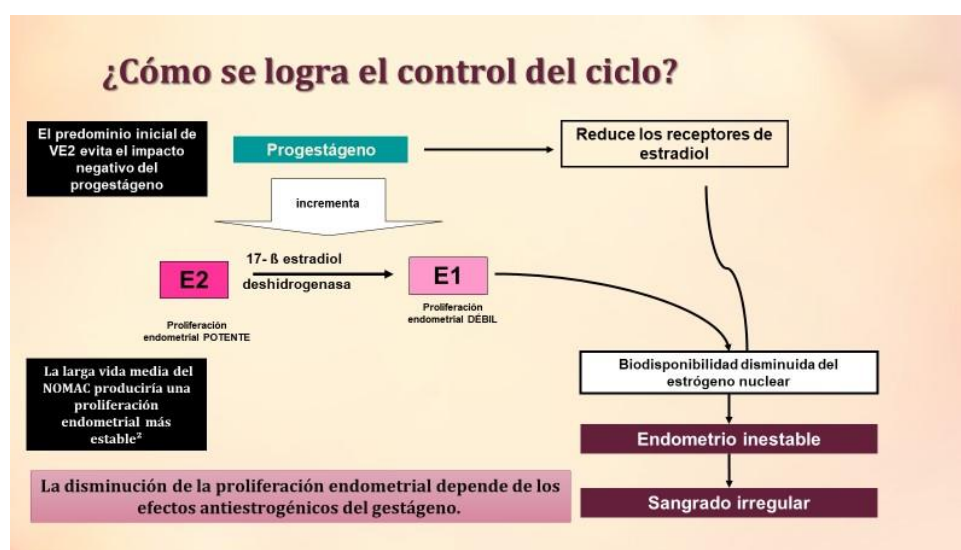 ¿Cómo se logra el control del ciclo?
El predominio inicial de
VE2 evita el impacto
negativo del
progestágeno
Progestágeno
Reduce los receptores de
estradiol
incrementa
E2
17- ß estradiol
deshidrogenasa
E1
Proliferación
endometrial POTENTE
Proliferación
endometrial DÉBIL
Biodisponibilidad disminuida del
estrógeno nuclear
La larga vida media del
NOMAC produciría una
proliferación
endometrial más
estable²
Endometrio inestable
La disminución de la proliferación endometrial depende de los
efectos antiestrogénicos del gestágeno.
Sangrado irregular